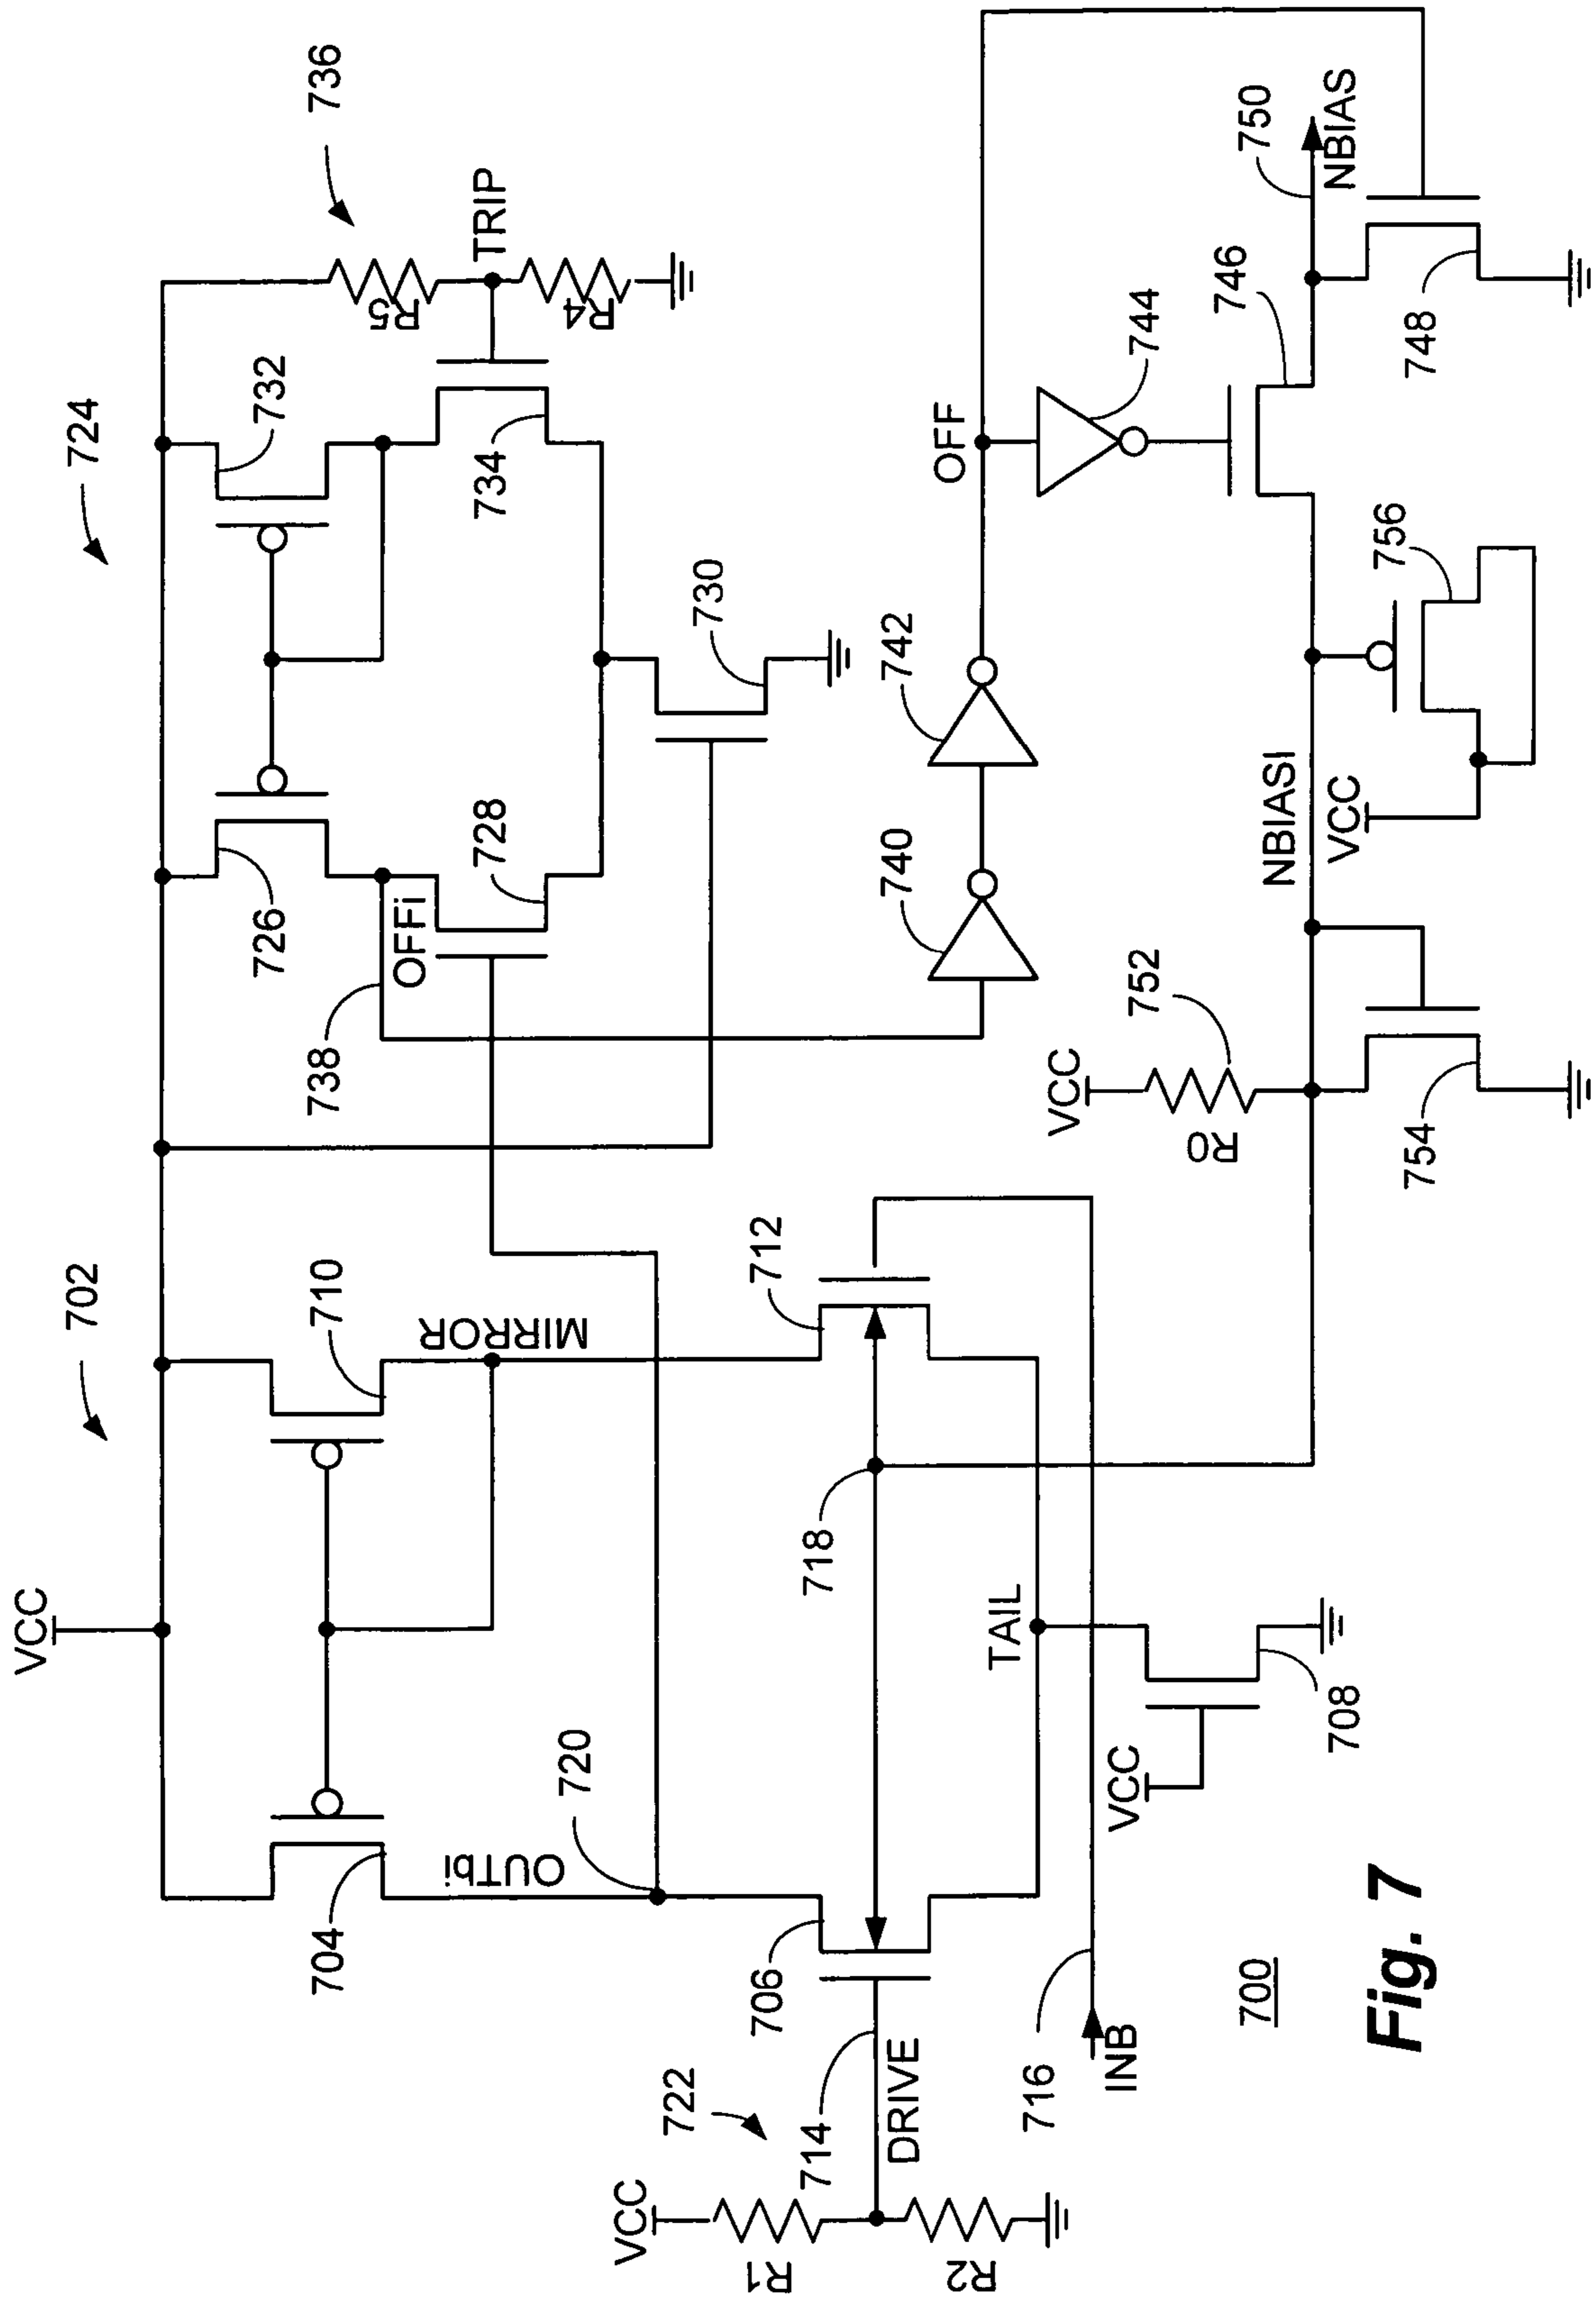 VCC
702
724
736
704
OUTbi
720
710
MIRROR
726
OFFi
738
728
732
734
R5
TRIP
R4
730
722
VCC
R1
R2
714
DRIVE
706
718
712
716
INB
TAIL
VCC
708
740
742
OFF
744
VCC
752
R0
754
NBIASI
VCC
756
746
750
NBIAS
748
700
Fig. 7